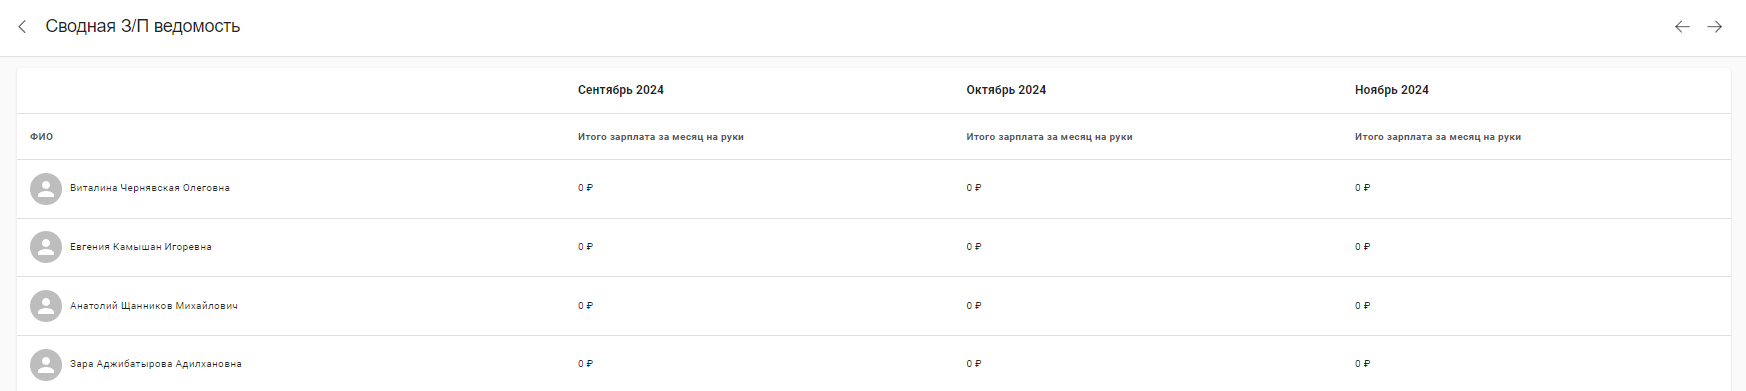 Сводная З/П ведомость
Сентябрь 2024 Октябрь 2024 Ноябрь 2024
ФИО Итого зарплата за месяц на руки Итого зарплата за месяц на руки Итого зарплата за месяц на руки
Виталина Чернявская Олеговна 0 ₽ 0 ₽ 0 ₽
Евгения Камышан Игоревна 0 ₽ 0 ₽ 0 ₽
Анатолий Щанников Михайлович 0 ₽ 0 ₽ 0 ₽
Зара Аджибатырова Адилхановна 0 ₽ 0 ₽ 0 ₽